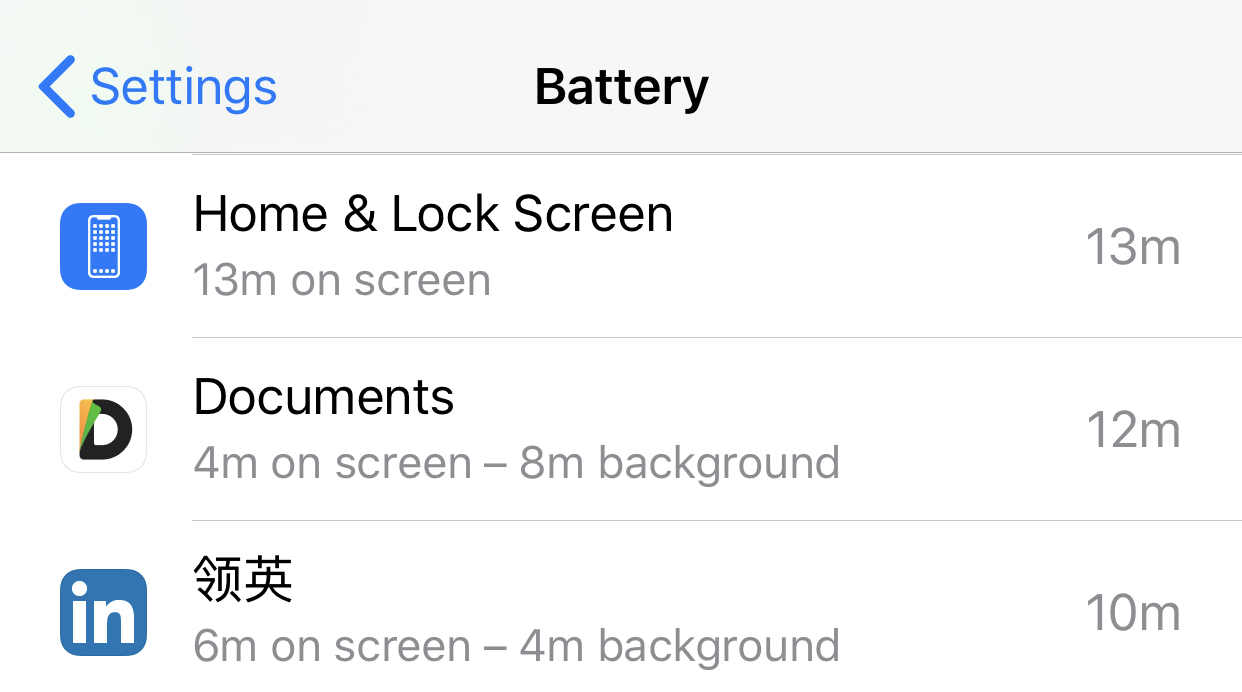 Settings
Battery
Home & Lock Screen
13m on screen
13m
Documents
4m on screen – 8m background
12m
in
领英
6m on screen – 4m background
10m